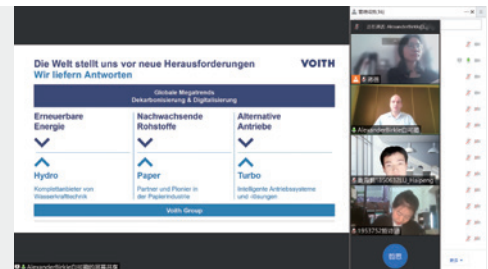 Die Welt stellt uns vor neue Herausforderungen
Wir liefern Antworten
VOITH
Globale Megatrends
Dekarbonisierung & Digitalisierung
Erneuerbare
Energie
Nachwachsende
Rohstoffe
Alternative
Antriebe
Hydro
Paper
Turbo
Komplettanbieter von
Wasserkrafttechnik
Partner und Pionier in
der Papierindustrie
Intelligente Antriebssysteme
und -lösungen
Voith Group